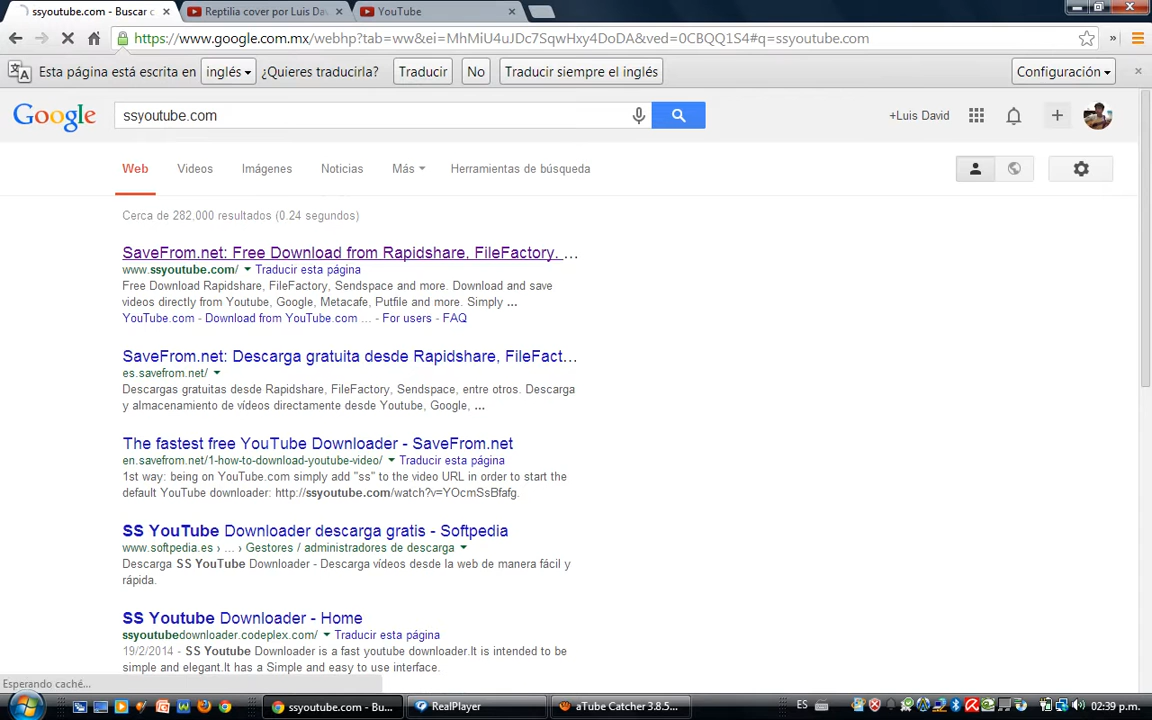 ssyoutube.com - Buscar c
Reptilia cover por Luis Dav
YouTube
https://www.google.com.mx/webhp?tab=ww&ei=MhMiU4uJDc7SqwHxy4DoDA&ved=0CBQQ1S4#q=ssyoutube.com
Esta página está escrita en inglés ¿Quieres traducirla? Traducir No Traducir siempre el inglés Configuración
Google ssyoutube.com +Luis David
Web Videos Imágenes Noticias Más Herramientas de búsqueda
Cerca de 282.000 resultados (0.24 segundos)
SaveFrom.net: Free Download from Rapidshare, FileFactory, ...
www.ssyoutube.com/ Traducir esta página
Free Download Rapidshare, FileFactory, Sendspace and more. Download and save
videos directly from Youtube, Google, Metacafe, Putfile and more. Simply ...
YouTube.com - Download from YouTube.com ... - For users - FAQ
SaveFrom.net: Descarga gratuita desde Rapidshare, FileFact...
es.savefrom.net/
Descargas gratuitas desde Rapidshare, FileFactory, Sendspace, entre otros. Descarga
y almacenamiento de vídeos directamente desde Youtube, Google, ...
The fastest free YouTube Downloader - SaveFrom.net
en.savefrom.net/1-how-to-download-youtube-video/ Traducir esta página
1st way: being on YouTube.com simply add "ss" to the video URL in order to start the
default YouTube downloader: http://ssyoutube.com/watch?v=YOcmSsBfafg.
SS YouTube Downloader descarga gratis - Softpedia
www.softpedia.es › ... › Gestores / administradores de descarga
Descarga SS YouTube Downloader - Descarga vídeos desde la web de manera fácil y
rápida.
SS Youtube Downloader - Home
ssyoutubedownloader.codeplex.com/ Traducir esta página
19/2/2014 - SS Youtube Downloader is a fast youtube downloader.It is intended to be
simple and elegant.It has a Simple and easy to use interface.
Esperando caché...
ssyoutube.com - Bu...
RealPlayer
aTube Catcher 3.8.5...
ES
02:39 p.m.